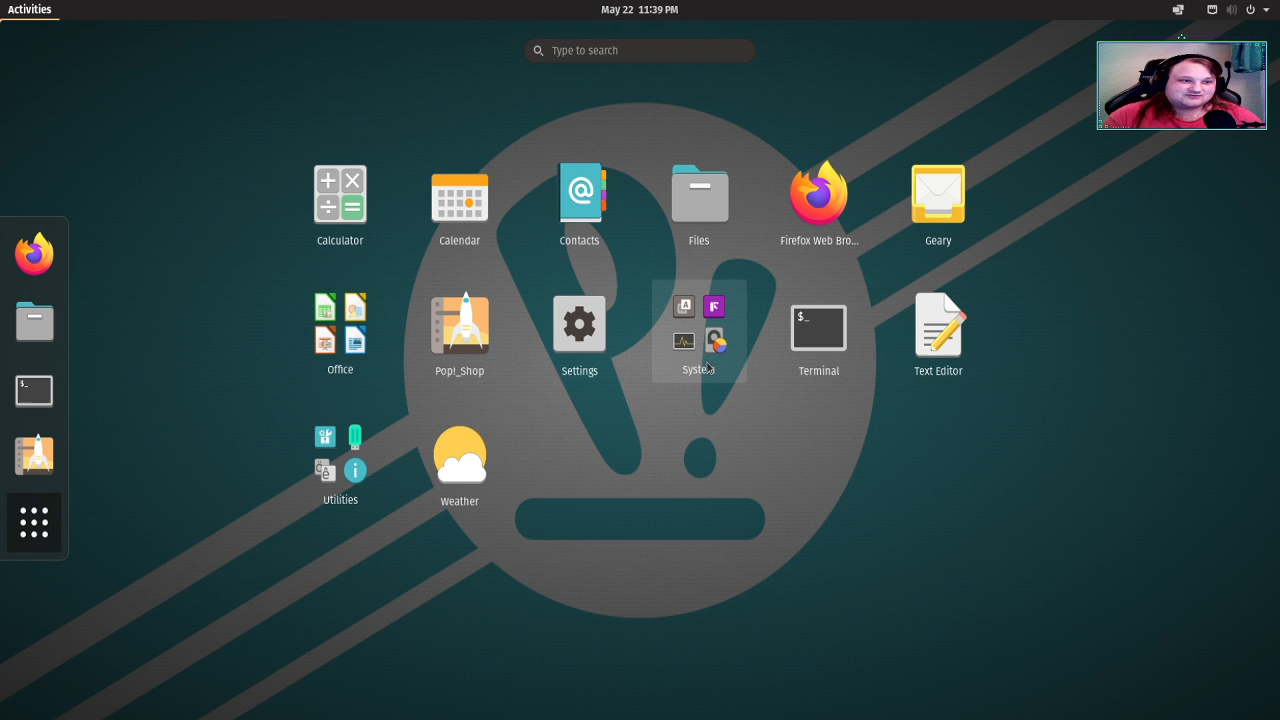 Activities
May 22 11:39 PM
Type to search
Calculator
Calendar
Contacts
Files
Firefox Web Bro...
Geary
Office
Pop!_Shop
Settings
System
Terminal
Text Editor
Utilities
Weather